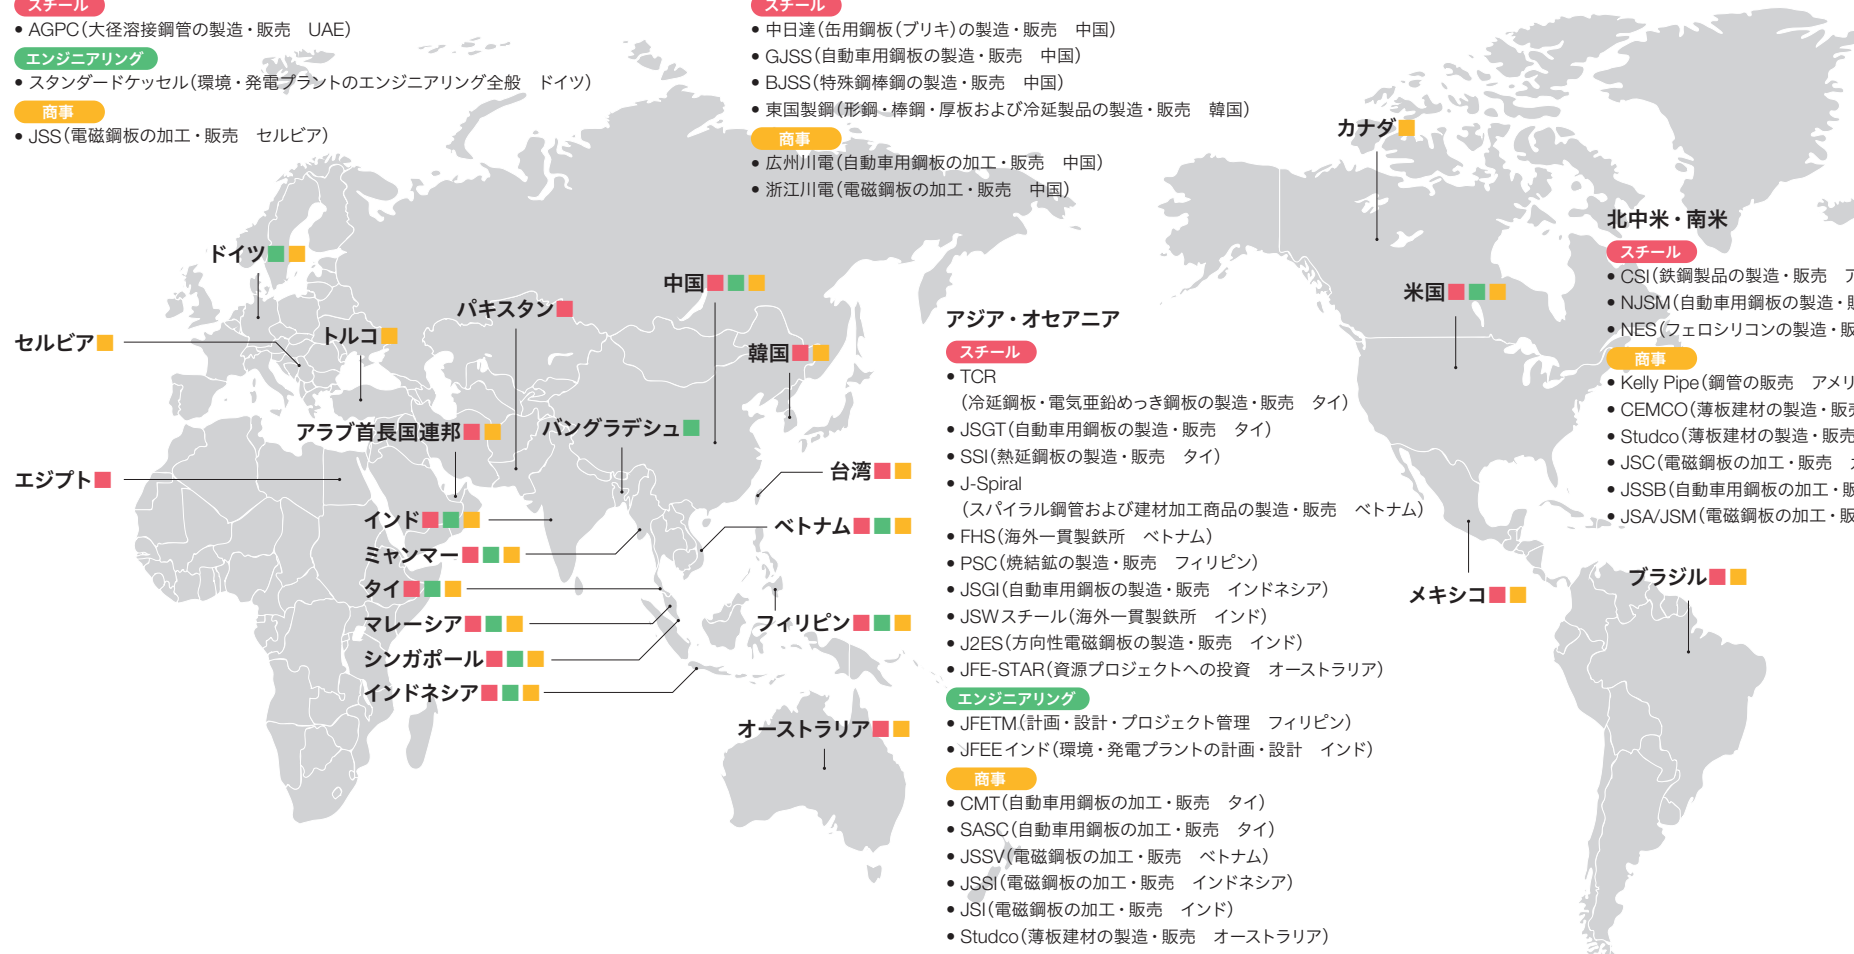 スチール
• AGPC(大径溶接鋼管の製造・販売　UAE)
エンジニアリング
• スタンダードケッセル(環境・発電プラントのエンジニアリング全般　ドイツ)
商事
• JSS(電磁鋼板の加工・販売　セルビア)
スチール
• 中日達(缶用鋼板(ブリキ)の製造・販売　中国)
• GJSS(自動車用鋼板の製造・販売　中国)
• BJSS(特殊鋼棒鋼の製造・販売　中国)
• 東国製鋼(形鋼・棒鋼・厚板および冷延製品の製造・販売　韓国)
商事
• 広州川電(自動車用鋼板の加工・販売　中国)
• 浙江川電(電磁鋼板の加工・販売　中国)
カナダ
ドイツ
中国
パキスタン
セルビア
トルコ
韓国
アラブ首長国連邦
バングラデシュ
エジプト
台湾
インド
ベトナム
ミャンマー
タイ
マレーシア
フィリピン
シンガポール
インドネシア
オーストラリア
米国
メキシコ
ブラジル
アジア・オセアニア
スチール
• TCR
(冷延鋼板・電気亜鉛めっき鋼板の製造・販売　タイ)
• JSGT(自動車用鋼板の製造・販売　タイ)
• SSI(熱延鋼板の製造・販売　タイ)
• J-Spiral
(スパイラル鋼管および建材加工商品の製造・販売　ベトナム)
• FHS(海外一貫製鉄所　ベトナム)
• PSC(焼結鉱の製造・販売　フィリピン)
• JSGI(自動車用鋼板の製造・販売　インドネシア)
• JSWスチール(海外一貫製鉄所　インド)
• J2ES(方向性電磁鋼板の製造・販売　インド)
• JFE-STAR(資源プロジェクトへの投資　オーストラリア)
エンジニアリング
• JFETM(計画・設計・プロジェクト管理　フィリピン)
• JFEEインド(環境・発電プラントの計画・設計　インド)
商事
• CMT(自動車用鋼板の加工・販売　タイ)
• SASC(自動車用鋼板の加工・販売　タイ)
• JSSV(電磁鋼板の加工・販売　ベトナム)
• JSSI(電磁鋼板の加工・販売　インドネシア)
• JSI(電磁鋼板の加工・販売　インド)
• Studco(薄板建材の製造・販売　オーストラリア)
北中米・南米
スチール
• CSI(鉄鋼製品の製造・販売　ア
• NJSM(自動車用鋼板の製造・
• NES(フェロシリコンの製造・販
商事
• Kelly Pipe(鋼管の販売　アメリ
• CEMCO(薄板建材の製造・販売
• Studco(薄板建材の製造・販売
• JSC(電磁鋼板の加工・販売
• JSSB(自動車用鋼板の加工・販
• JSA/JSM(電磁鋼板の加工・販